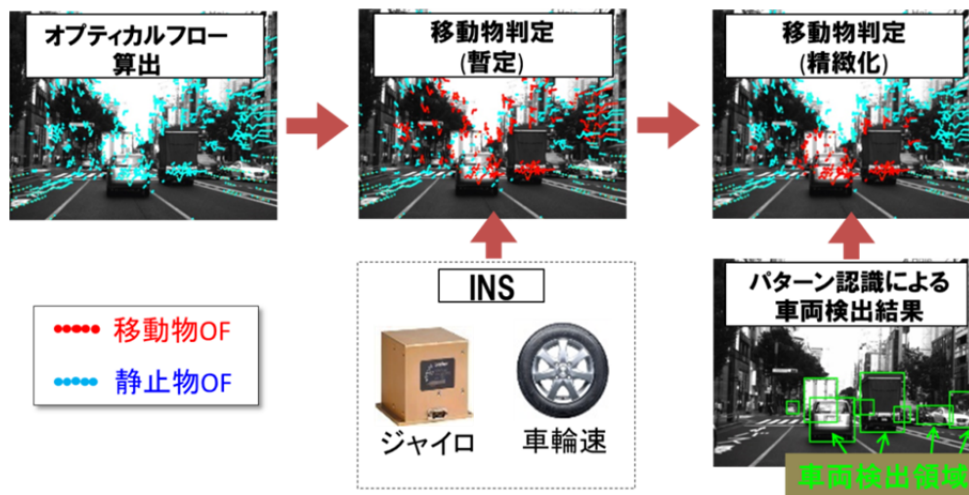 オプティカルフロー
算出
移動物判定
(暫定)
移動物判定
(精緻化)
INS
ジャイロ
車輪速
パターン認識による
車両検出結果
車両検出領域
移動物OF
静止物OF